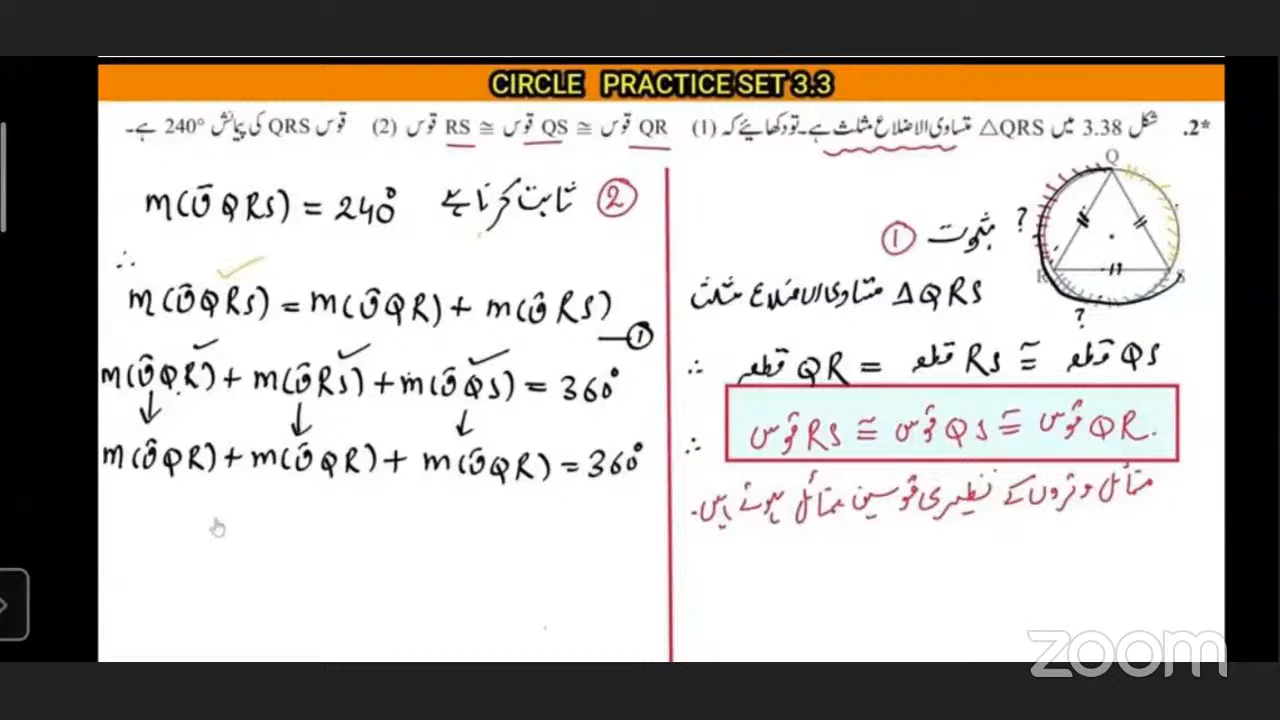 CIRCLE PRACTICE SET 3.3
*2. شکل 3.38 میں △QRS متساوی الاضلاع مثلث ہے۔ تو دکھائیے کہ (1) قوس QR ≅ قوس QS ≅ قوس RS (2) قوس QRS کی پیمائش 240° ہے۔
Q
R
S
?
?
① ثبوت
△QRS متساوی الاضلاع مثلث
∴ قطعہ QR = قطعہ RS ≅ قطعہ QS
∴ قوس RS ≅ قوس QS ≅ قوس QR.
متماثل وتروں کے نظیری قوسین متماثل ہوتے ہیں۔
② ثابت کرنا ہے m(قوس QRS) = 240°
∴
m(قوس QRS) = m(قوس QR) + m(قوس RS) —①
m(قوس QR) + m(قوس RS) + m(قوس QS) = 360°
m(قوس QR) + m(قوس QR) + m(قوس QR) = 360°
zoom